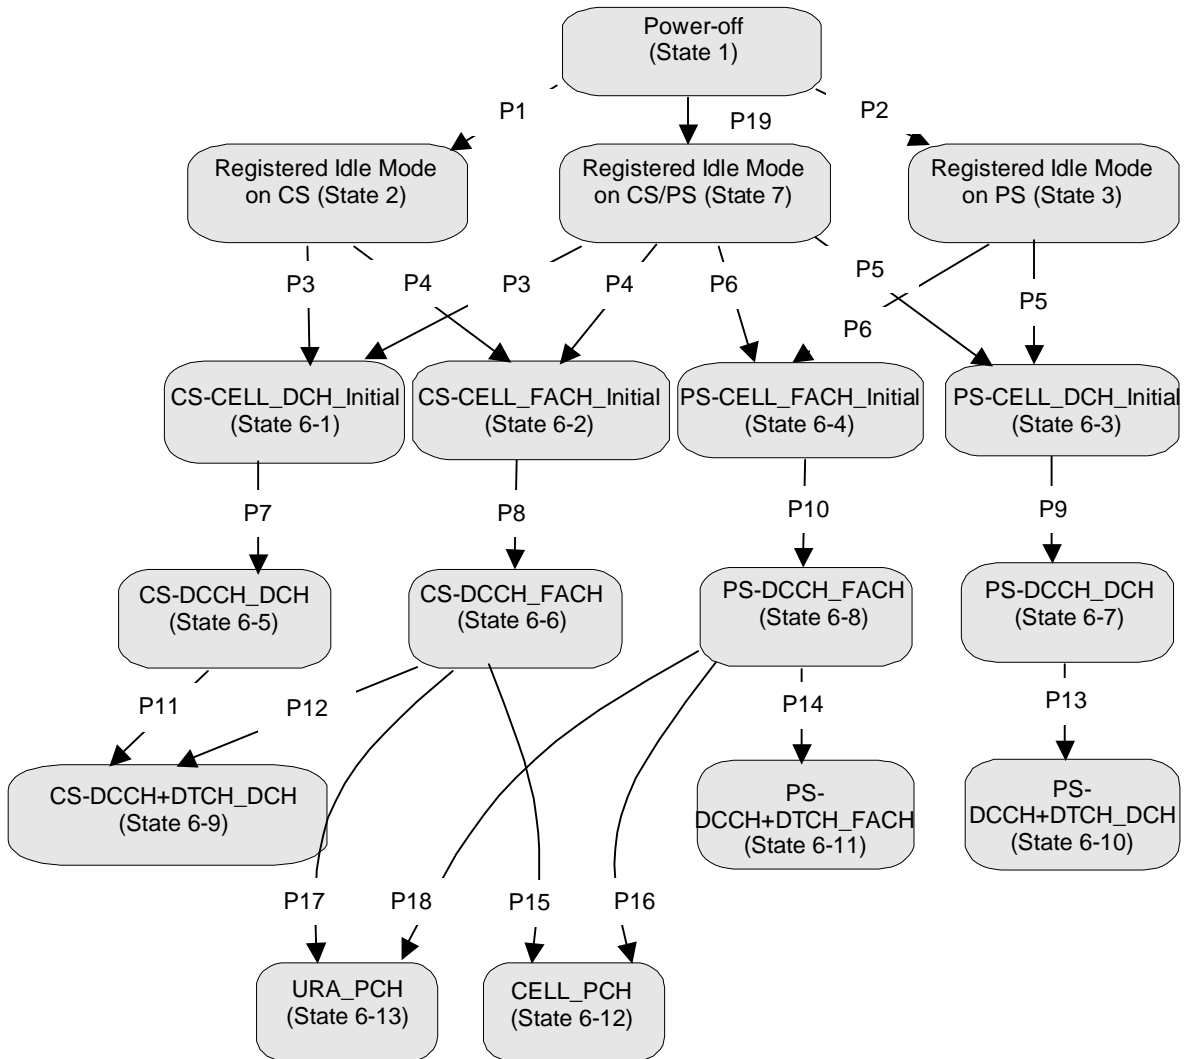 Power-off
(State 1)
P1
P19
P2
Registered Idle Mode
on CS (State 2)
Registered Idle Mode
on CS/PS (State 7)
Registered Idle Mode
on PS (State 3)
P3
P4
P3
P4
P6
P5
P5
P6
CS-CELL_DCH_Initial
(State 6-1)
CS-CELL_FACH_Initial
(State 6-2)
PS-CELL_FACH_Initial
(State 6-4)
PS-CELL_DCH_Initial
(State 6-3)
P7
P8
P10
P9
CS-DCCH_DCH
(State 6-5)
CS-DCCH_FACH
(State 6-6)
PS-DCCH_FACH
(State 6-8)
PS-DCCH_DCH
(State 6-7)
P11
P12
P14
P13
CS-DCCH+DTCH_DCH
(State 6-9)
PS-
DCCH+DTCH_FACH
(State 6-11)
PS-
DCCH+DTCH_DCH
(State 6-10)
P17
P18
P15
P16
URA_PCH
(State 6-13)
CELL_PCH
(State 6-12)